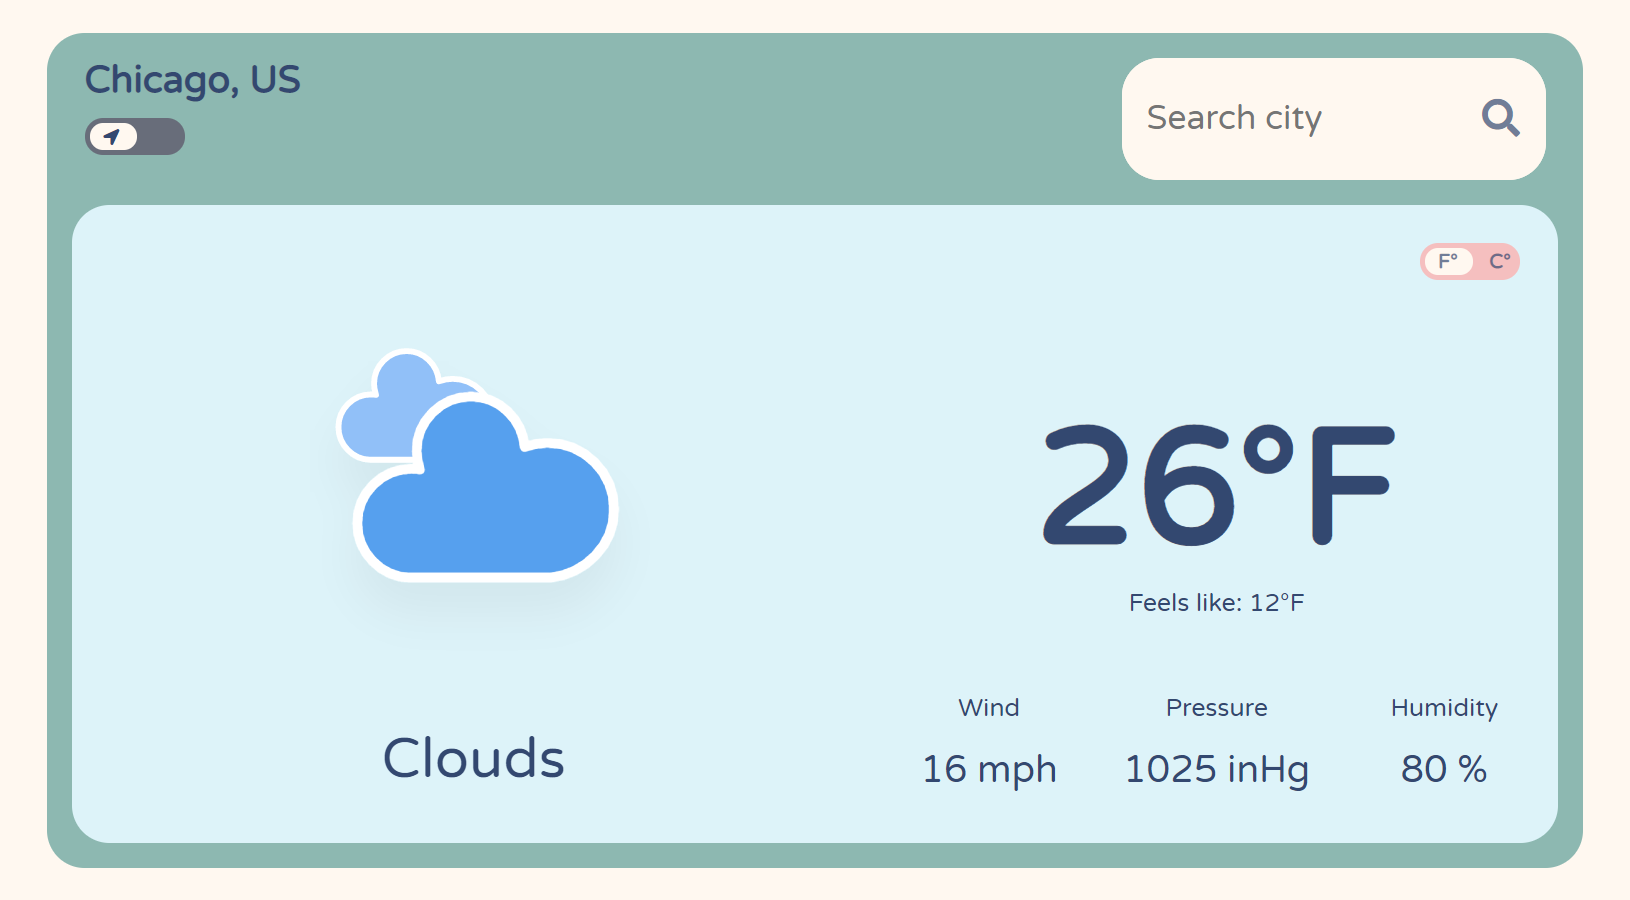 Chicago, US
Search city
F° C°
26°F
Feels like: 12°F
Wind Pressure Humidity
16 mph 1025 inHg 80 %
Clouds